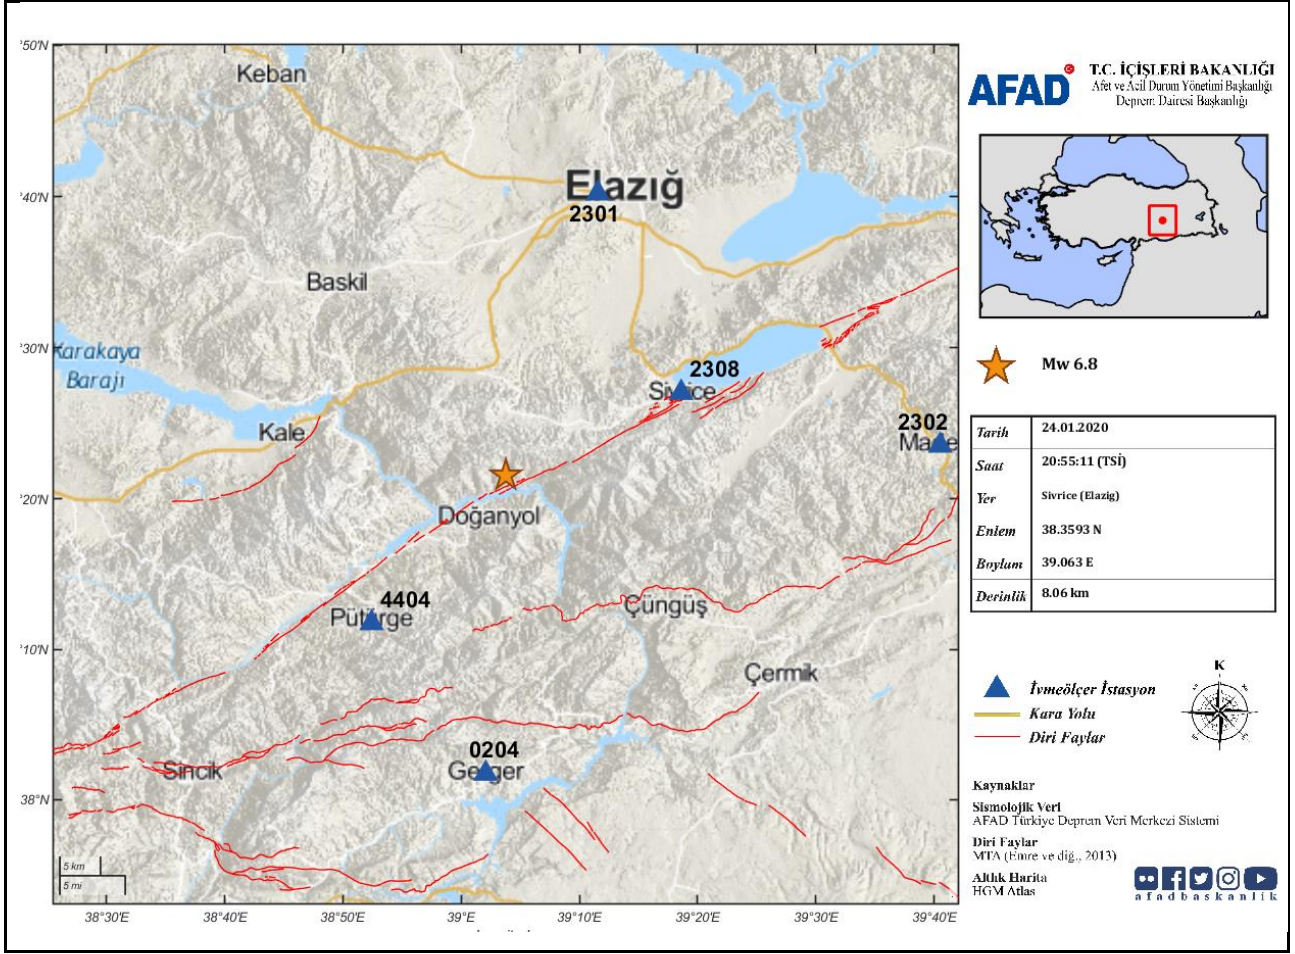 '50'N
'40'N
'30'N
'20'N
'10'N
38°N
38°30'E
38°40'E
38°50'E
39°E
39°10'E
39°20'E
39°30'E
39°40'E
Keban
Elazığ
2301
Baskil
Karakaya
Barajı
2308
Sivrice
2302
Kale
Doğanyol
4404
Pütürge
Çüngüş
Çermik
0204
Gerger
Sincik
5 km
5 mi
AFAD
T.C. İÇİŞLERİ BAKANLIĞI
Afet ve Acil Durum Yönetimi Başkanlığı
Deprem Dairesi Başkanlığı
Mw 6.8
Tarih 24.01.2020
Saat 20:55:11 (TSİ)
Yer Sivrice (Elazig)
Enlem 38.3593 N
Boylam 39.063 E
Derinlik 8.06 km
K
İvmeölçer İstasyon
Kara Yolu
Diri Faylar
Kaynaklar
Sismolojik Veri
AFAD Türkiye Deprem Veri Merkezi Sistemi
Diri Faylar
MTA (Emre ve diğ., 2013)
Altlık Harita
HGM Atlas
afadbaskanlik